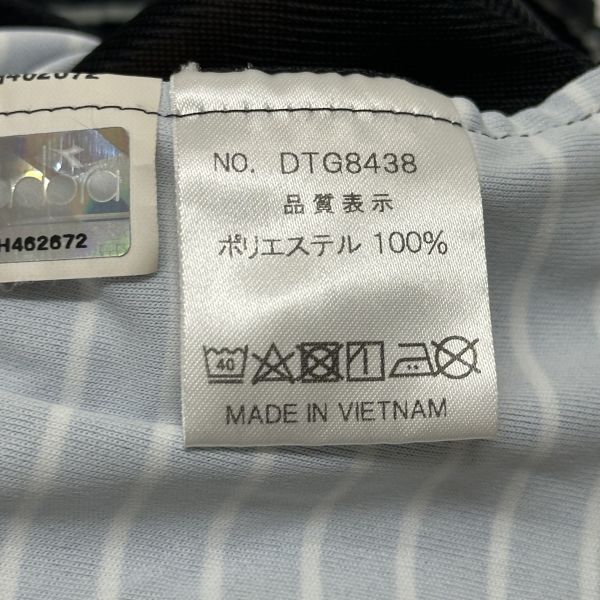 H462672
H462672
NO. DTG8438
品質表示
ポリエステル 100%
40
MADE IN VIETNAM